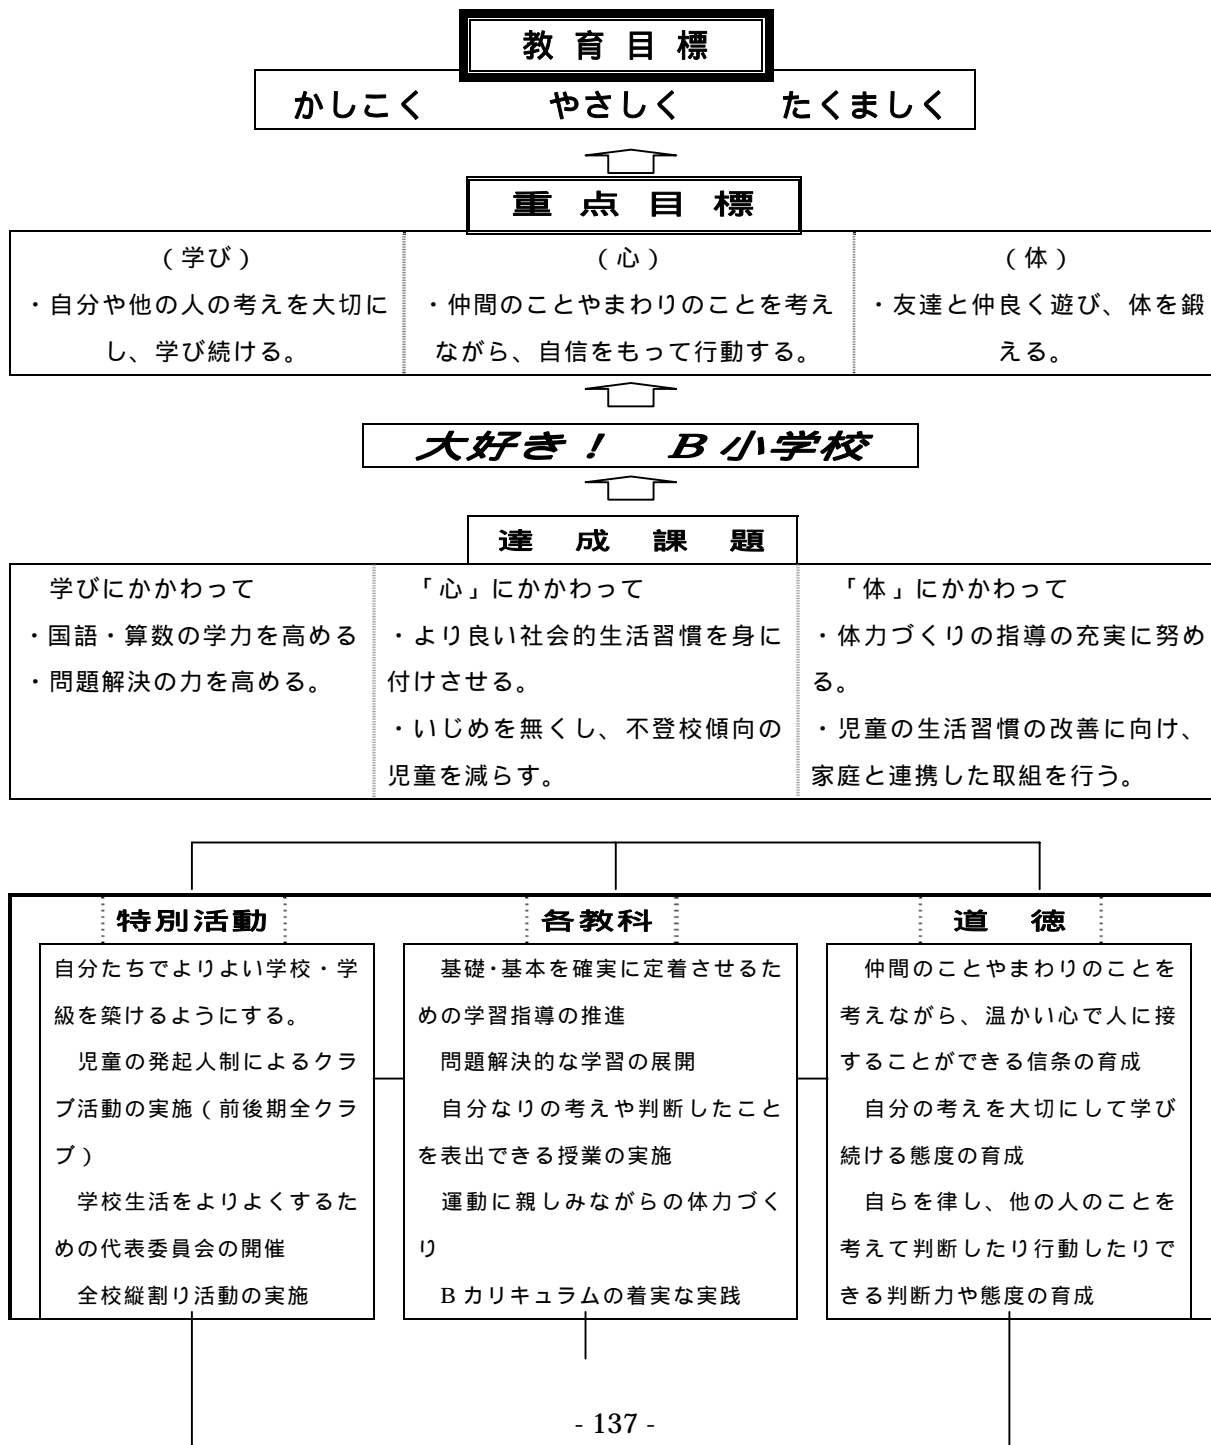 教育目標
かしこく やさしく たくましく
重点目標
(学び)
・自分や他の人の考えを大切に
し、学び続ける。
(心)
・仲間のことやまわりのことを考え
ながら、自信をもって行動する。
(体)
・友達と仲良く遊び、体を鍛
える。
大好き! B小学校
達成課題
学びにかかわって
・国語・算数の学力を高める
・問題解決の力を高める。
「心」にかかわって
・より良い社会的生活習慣を身に
付けさせる。
・いじめを無くし、不登校傾向の
児童を減らす。
「体」にかかわって
・体力づくりの指導の充実に努め
る。
・児童の生活習慣の改善に向け、
家庭と連携した取組を行う。
特別活動
自分たちでよりよい学校・学
級を築けるようにする。
児童の発起人制によるクラ
ブ活動の実施(前後期全クラ
ブ)
学校生活をよりよくするた
めの代表委員会の開催
全校縦割り活動の実施
各教科
基礎・基本を確実に定着させるた
めの学習指導の推進
問題解決的な学習の展開
自分なりの考えや判断したこと
を表出できる授業の実施
運動に親しみながらの体力づく
り
Bカリキュラムの着実な実践
道徳
仲間のことやまわりのことを
考えながら、温かい心で人に接
することができる信条の育成
自分の考えを大切にして学び
続ける態度の育成
自らを律し、他の人のことを
考えて判断したり行動したりで
きる判断力や態度の育成
- 137 -